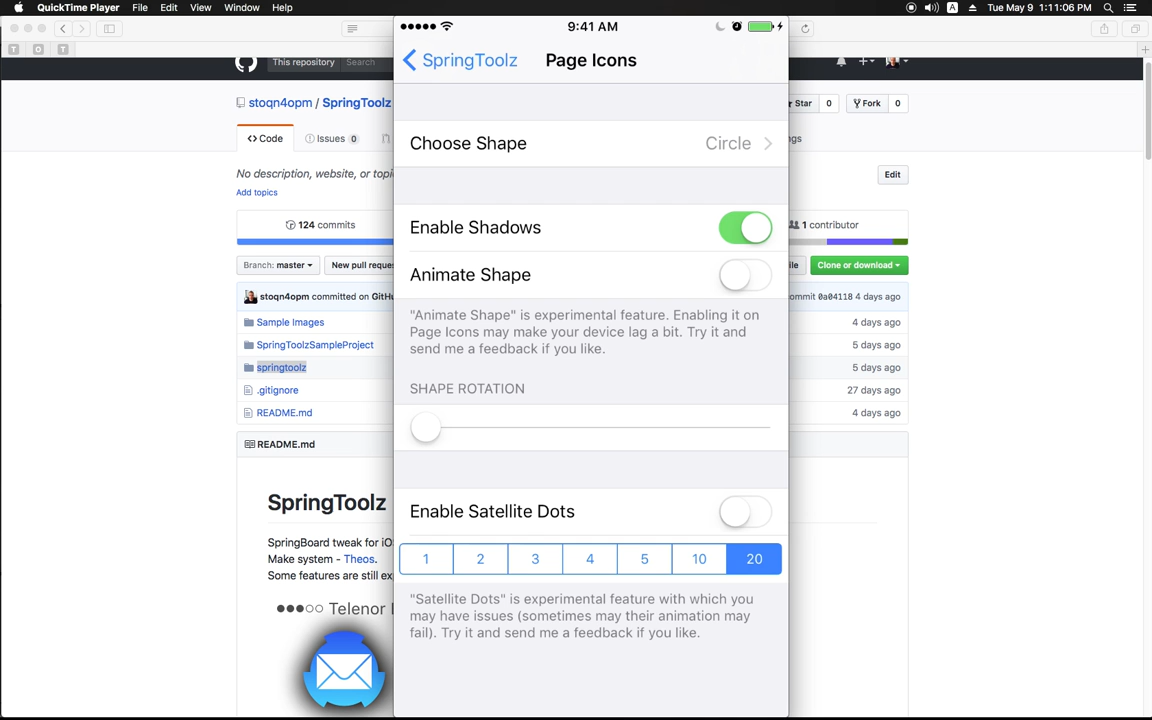 QuickTime Player File Edit View Window Help
A Tue May 9 1:11:06 PM
9:41 AM
T O T
SpringToolz Page Icons
This repository Search
stoqn4opm / SpringToolz
Star 0 Fork 0
Code Issues 0
ngs
No description, website, or topi
Edit
Add topics
124 commits
1 contributor
Branch: master New pull reques
ile Clone or download
stoqn4opm committed on GitHu
ommit 0a04118 4 days ago
Sample Images 4 days ago
SpringToolzSampleProject 5 days ago
springtoolz 5 days ago
.gitignore 27 days ago
README.md 4 days ago
README.md
SpringToolz
SpringBoard tweak for iO
Make system - Theos.
Some features are still ex
Telenor
Choose Shape Circle
Enable Shadows
Animate Shape
"Animate Shape" is experimental feature. Enabling it on
Page Icons may make your device lag a bit. Try it and
send me a feedback if you like.
SHAPE ROTATION
Enable Satellite Dots
1 2 3 4 5 10 20
"Satellite Dots" is experimental feature with which you
may have issues (sometimes may their animation may
fail). Try it and send me a feedback if you like.